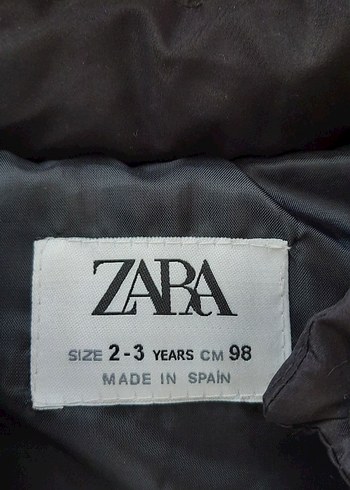 ZARA
SIZE 2-3 YEARS CM 98
MADE IN SPAIN